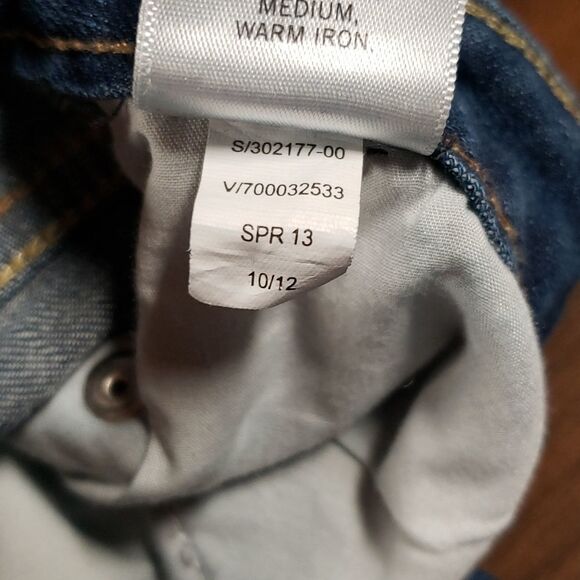 MEDIUM,
WARM IRON,
S/302177-00
V/700032533
SPR 13
10/12